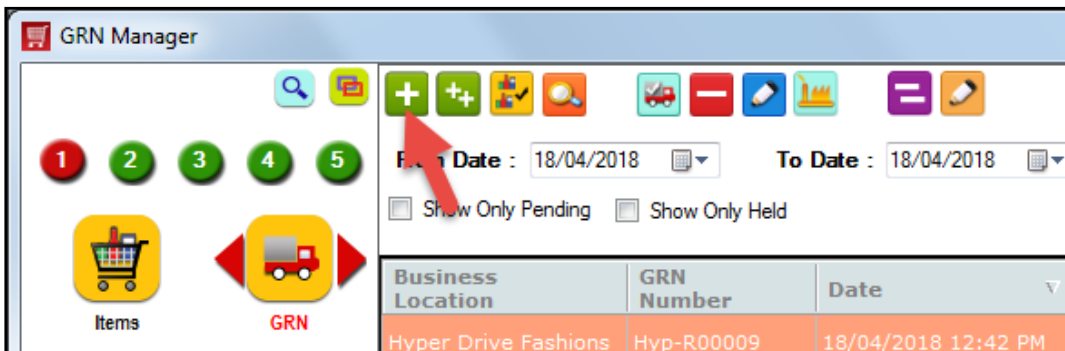 GRN Manager
1 2 3 4 5
From Date : 18/04/2018 To Date : 18/04/2018
Show Only Pending Show Only Held
Items GRN
Business Location GRN Number Date
Hyper Drive Fashions Hyp-R00009 18/04/2018 12:42 PM